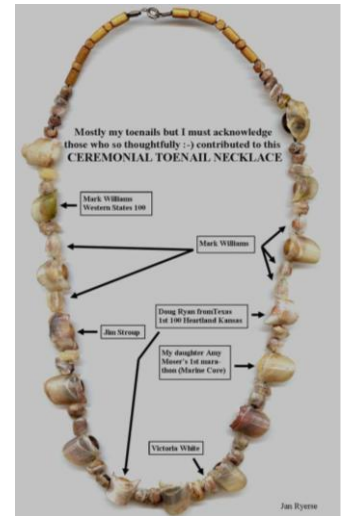 Mostly my toenails but I must acknowledge
those who so thoughtfully :-) contributed to this
CEREMONIAL TOENAIL NECKLACE
Mark Williams
Western States 100
Mark Williams
Doug Ryan fromTexas
1st 100 Heartland Kansas
Jim Stroup
My daughter Amy
Moser's 1st mara-
thon (Marine Corp)
Victoria White
Jan Ryerse